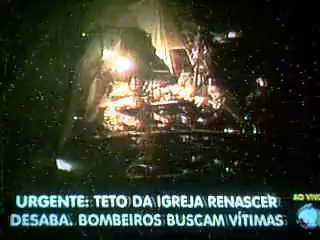 URGENTE: TETO DA IGREJA RENASCER
DESABA. BOMBEIROS BUSCAM VÍTIMAS
AO VIVO